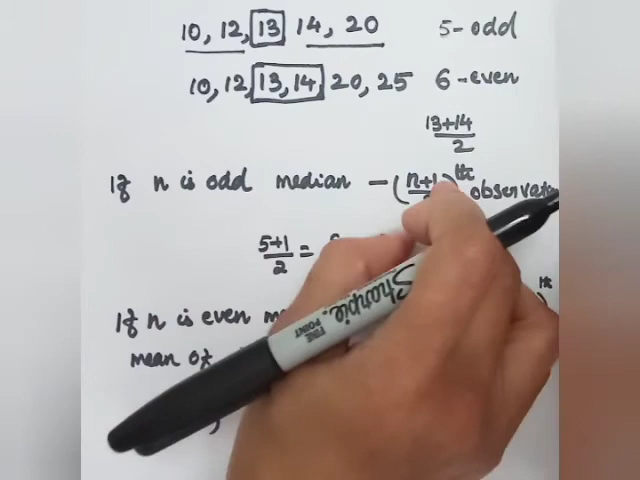 10, 12, 13 14, 20 5-odd
10, 12, 13, 14, 20, 25 6-even
13+14
2
If n is odd median - (n+1)th
5+1
2 =
If n is even
mean of
Sharpie
FINE POINT